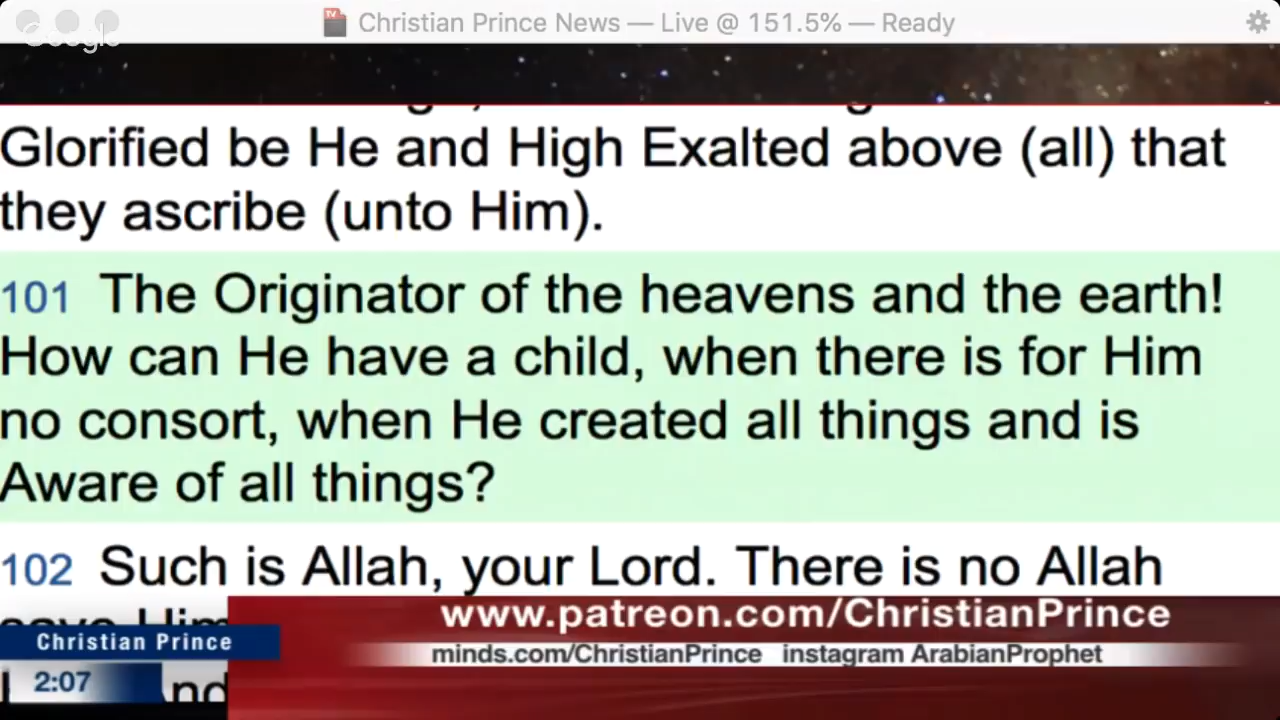 Christian Prince News — Live @ 151.5% — Ready
Google
Glorified be He and High Exalted above (all) that
they ascribe (unto Him).
101 The Originator of the heavens and the earth!
How can He have a child, when there is for Him
no consort, when He created all things and is
Aware of all things?
102 Such is Allah, your Lord. There is no Allah
save Him
www.patreon.com/ChristianPrince
Christian Prince
minds.com/ChristianPrince instagram ArabianProphet
2:07